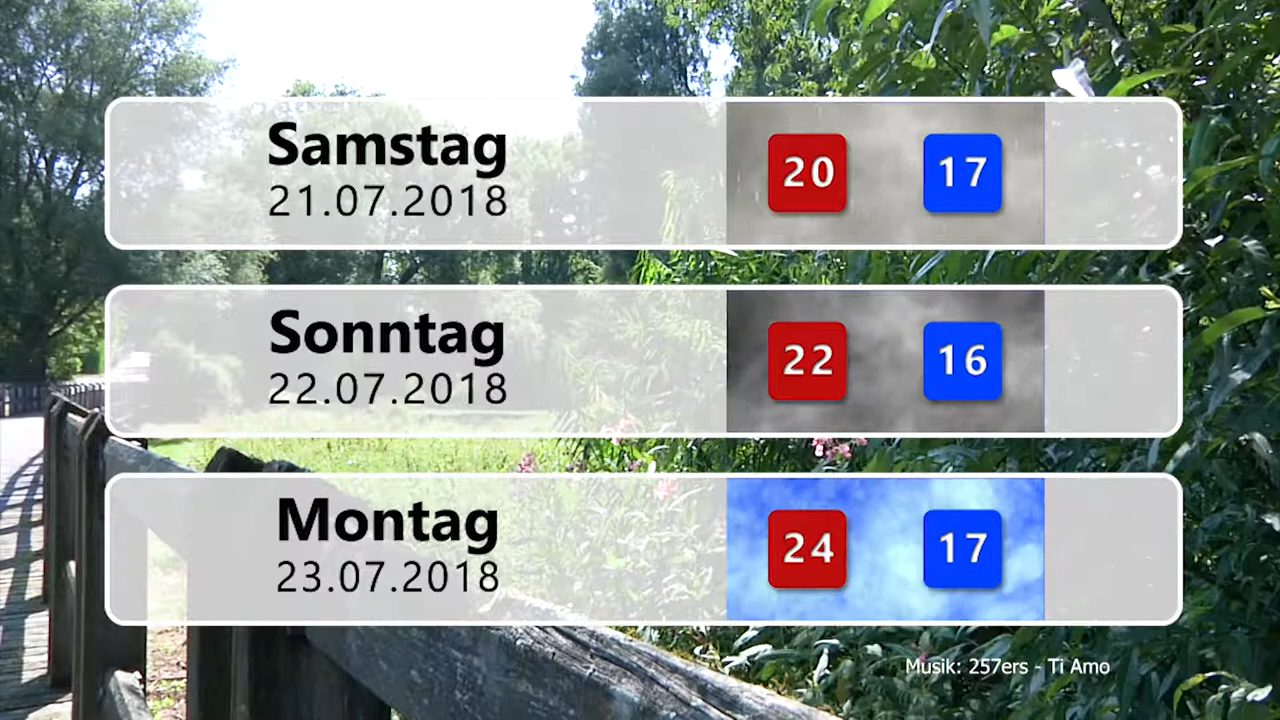 Samstag
21.07.2018
20 17
Sonntag
22.07.2018
22 16
Montag
23.07.2018
24 17
Musik: 257ers - Ti Amo